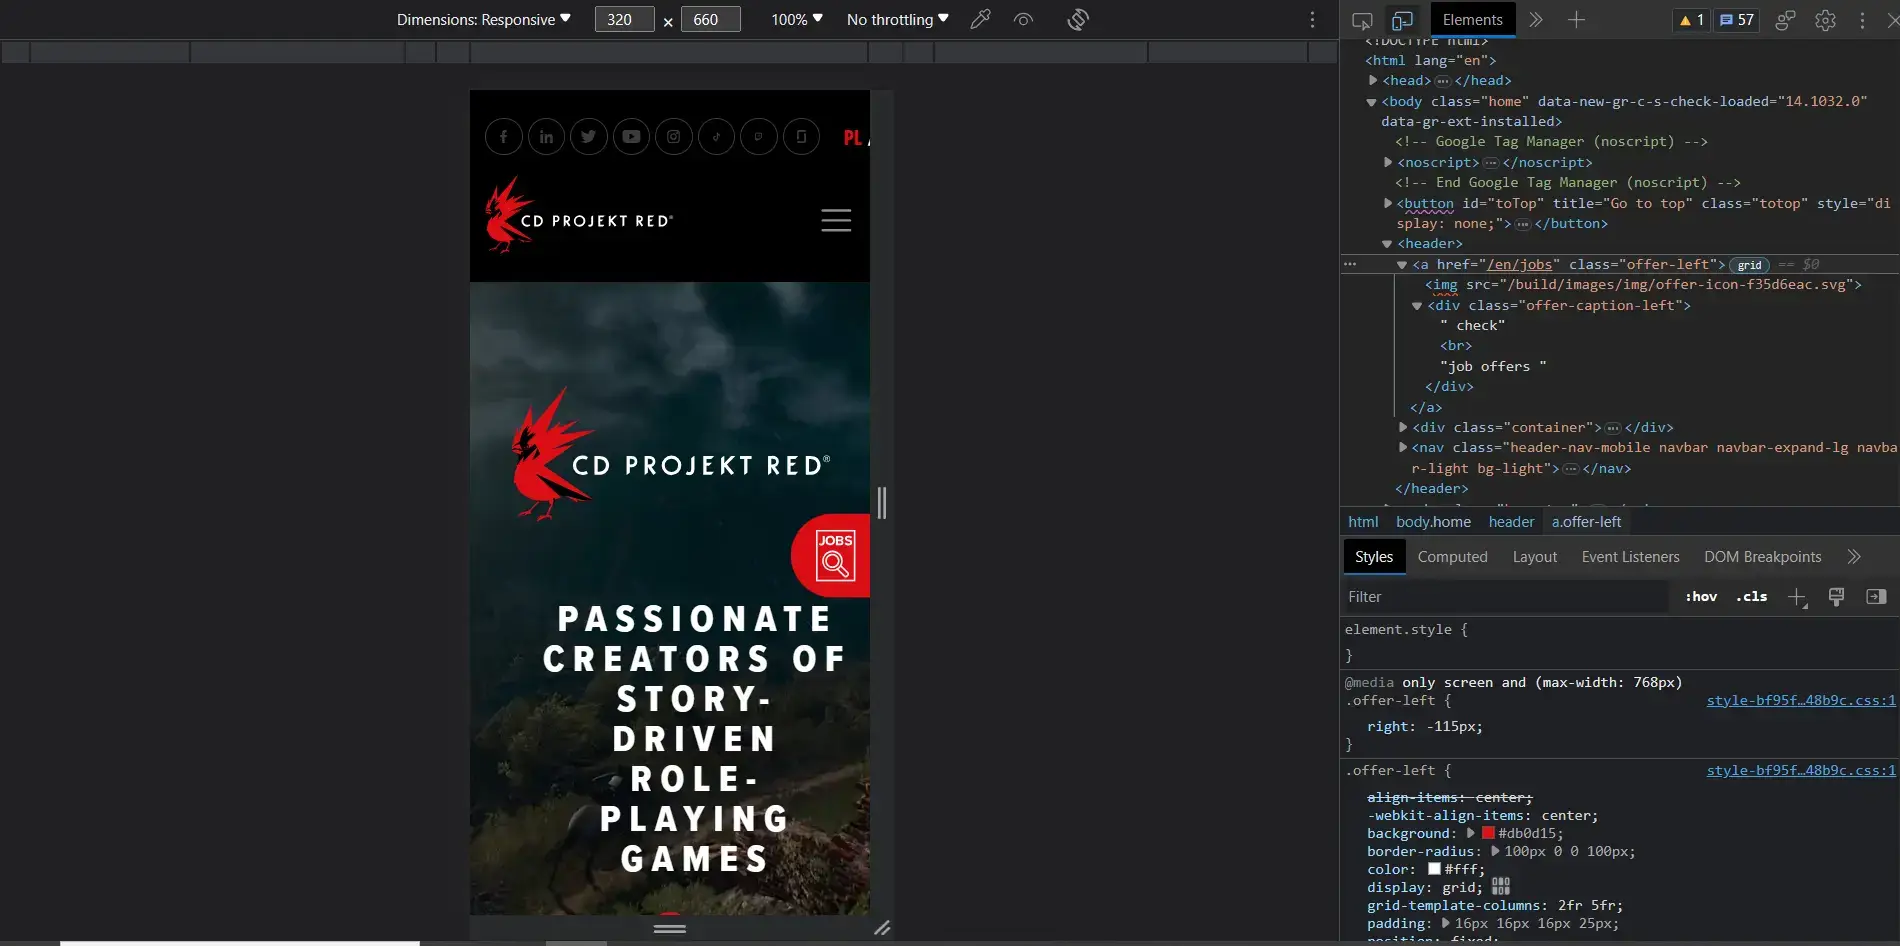 Dimensions: Responsive ▼ 320 × 660 100% ▼ No throttling ▼
Elements 1 57
<!DOCTYPE html>
<html lang="en">
<head> … </head>
<body class="home" data-new-gr-c-s-check-loaded="14.1032.0"
data-gr-ext-installed>
<!-- Google Tag Manager (noscript) -->
<noscript> … </noscript>
<!-- End Google Tag Manager (noscript) -->
<button id="toTop" title="Go to top" class="totop" style="di
splay: none;"> … </button>
<header>
<a href="/en/jobs" class="offer-left"> grid == $0
<img src="/build/images/img/offer-icon-f35d6eac.svg">
<div class="offer-caption-left">
" check"
<br>
"job offers "
</div>
</a>
<div class="container"> … </div>
<nav class="header-nav-mobile navbar navbar-expand-lg navba
r-light bg-light"> … </nav>
</header>
html body.home header a.offer-left
Styles Computed Layout Event Listeners DOM Breakpoints
Filter :hov .cls
element.style {
}
@media only screen and (max-width: 768px)
.offer-left { style-bf95f…48b9c.css:1
right: -115px;
}
.offer-left { style-bf95f…48b9c.css:1
align-items: center;
-webkit-align-items: center;
background: #db0d15;
border-radius: 100px 0 0 100px;
color: #fff;
display: grid;
grid-template-columns: 2fr 5fr;
padding: 16px 16px 16px 25px;
position: fixed;
PL
CD PROJEKT RED®
CD PROJEKT RED®
JOBS
PASSIONATE
CREATORS OF
STORY-
DRIVEN
ROLE-
PLAYING
GAMES